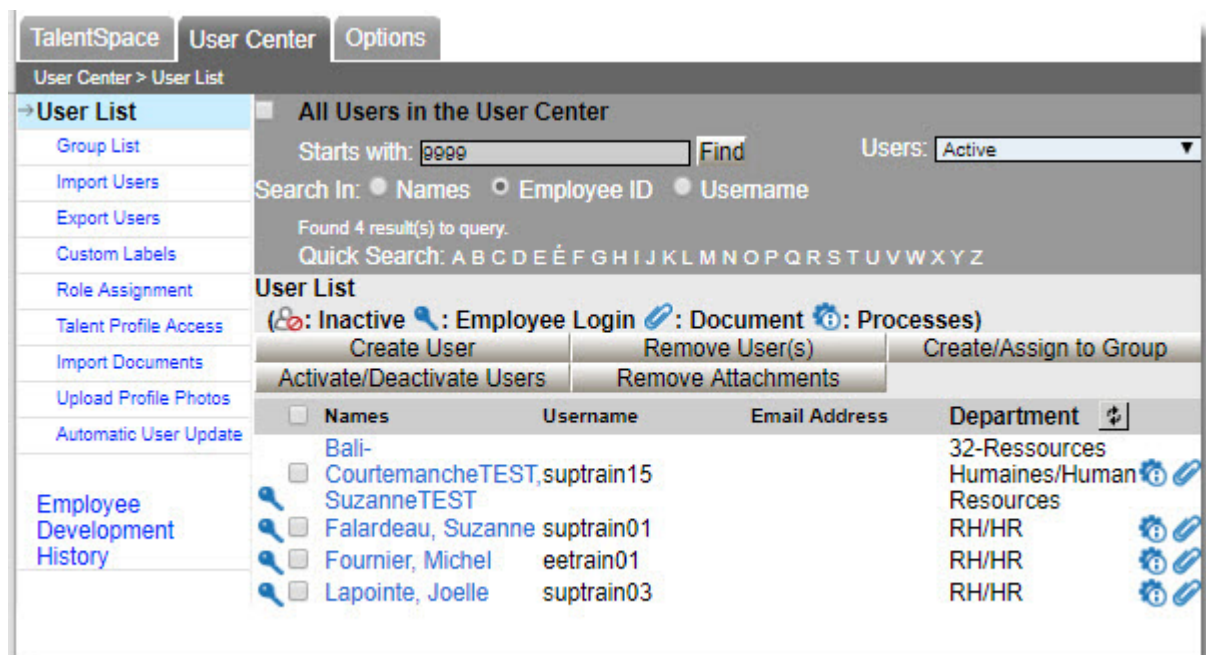 TalentSpace User Center Options
User Center > User List
→User List
Group List
Import Users
Export Users
Custom Labels
Role Assignment
Talent Profile Access
Import Documents
Upload Profile Photos
Automatic User Update
Employee
Development
History
All Users in the User Center
Starts with: 9999 Find Users: Active
Search In: Names Employee ID Username
Found 4 result(s) to query.
Quick Search: A B C D E É F G H I J K L M N O P Q R S T U V W X Y Z
User List
(: Inactive : Employee Login : Document : Processes)
Create User Remove User(s) Create/Assign to Group
Activate/Deactivate Users Remove Attachments
Names Username Email Address Department
Bali- 32-Ressources
CourtemancheTEST, suptrain15 Humaines/Human
SuzanneTEST Resources
Falardeau, Suzanne suptrain01 RH/HR
Fournier, Michel eetrain01 RH/HR
Lapointe, Joelle suptrain03 RH/HR